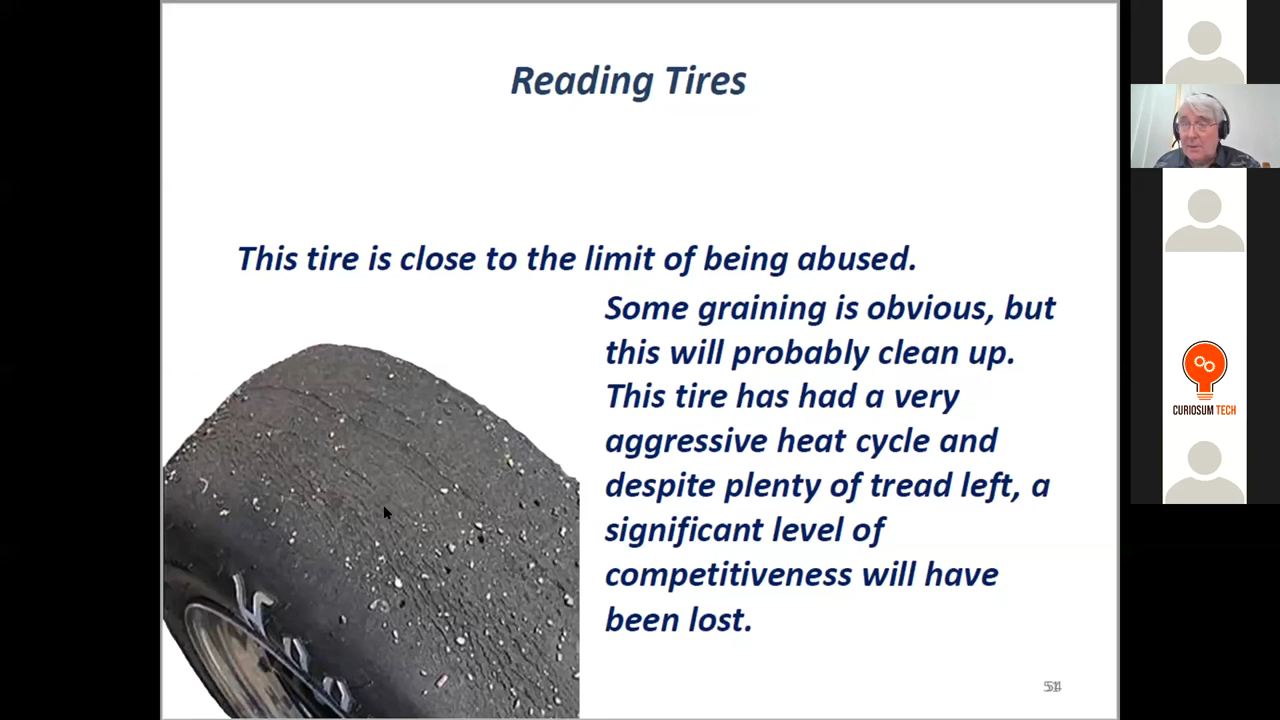 Reading Tires
This tire is close to the limit of being abused.
Some graining is obvious, but
this will probably clean up.
This tire has had a very
aggressive heat cycle and
despite plenty of tread left, a
significant level of
competitiveness will have
been lost.
CURIOSUM TECH